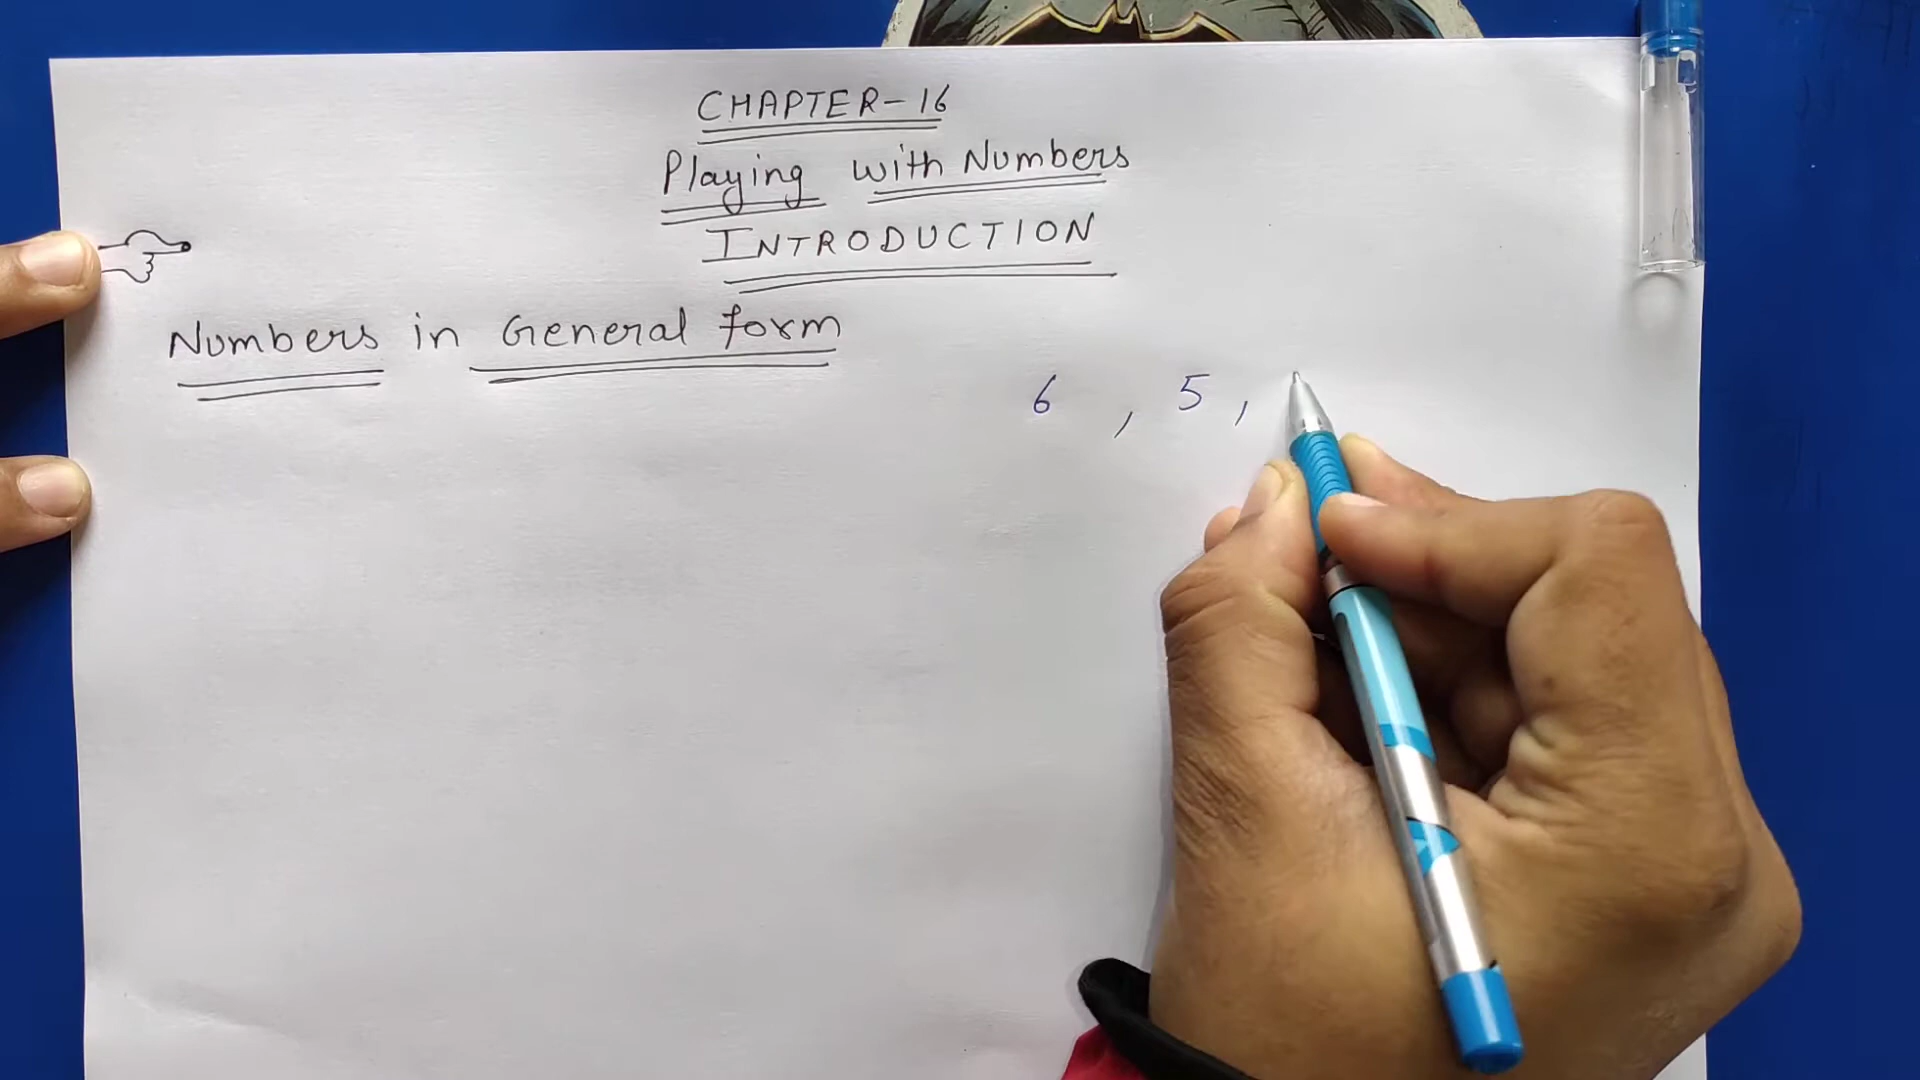 CHAPTER-16
Playing with Numbers
INTRODUCTION
Numbers in General form
6 , 5 ,